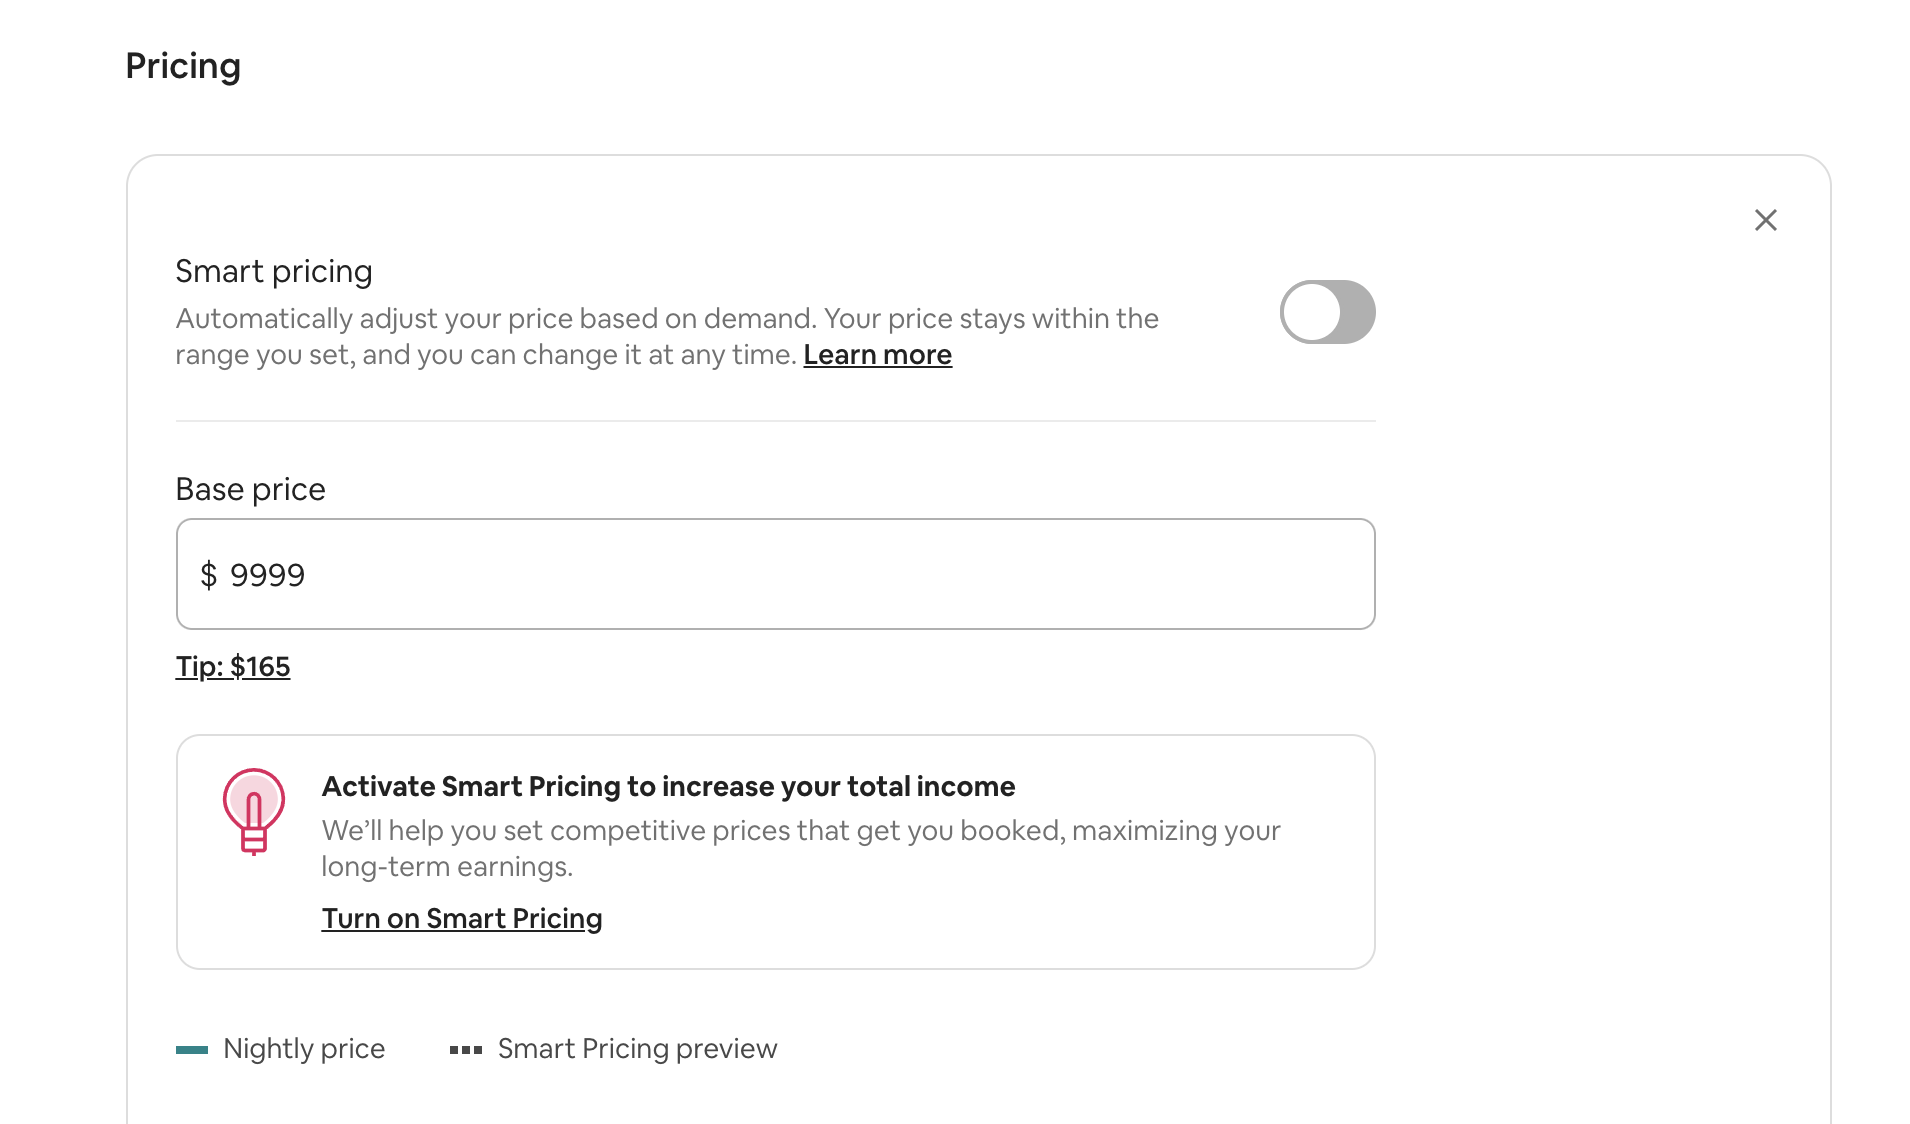 Pricing
Smart pricing
Automatically adjust your price based on demand. Your price stays within the
range you set, and you can change it at any time. Learn more
Base price
$ 9999
Tip: $165
Activate Smart Pricing to increase your total income
We’ll help you set competitive prices that get you booked, maximizing your
long-term earnings.
Turn on Smart Pricing
Nightly price
Smart Pricing preview